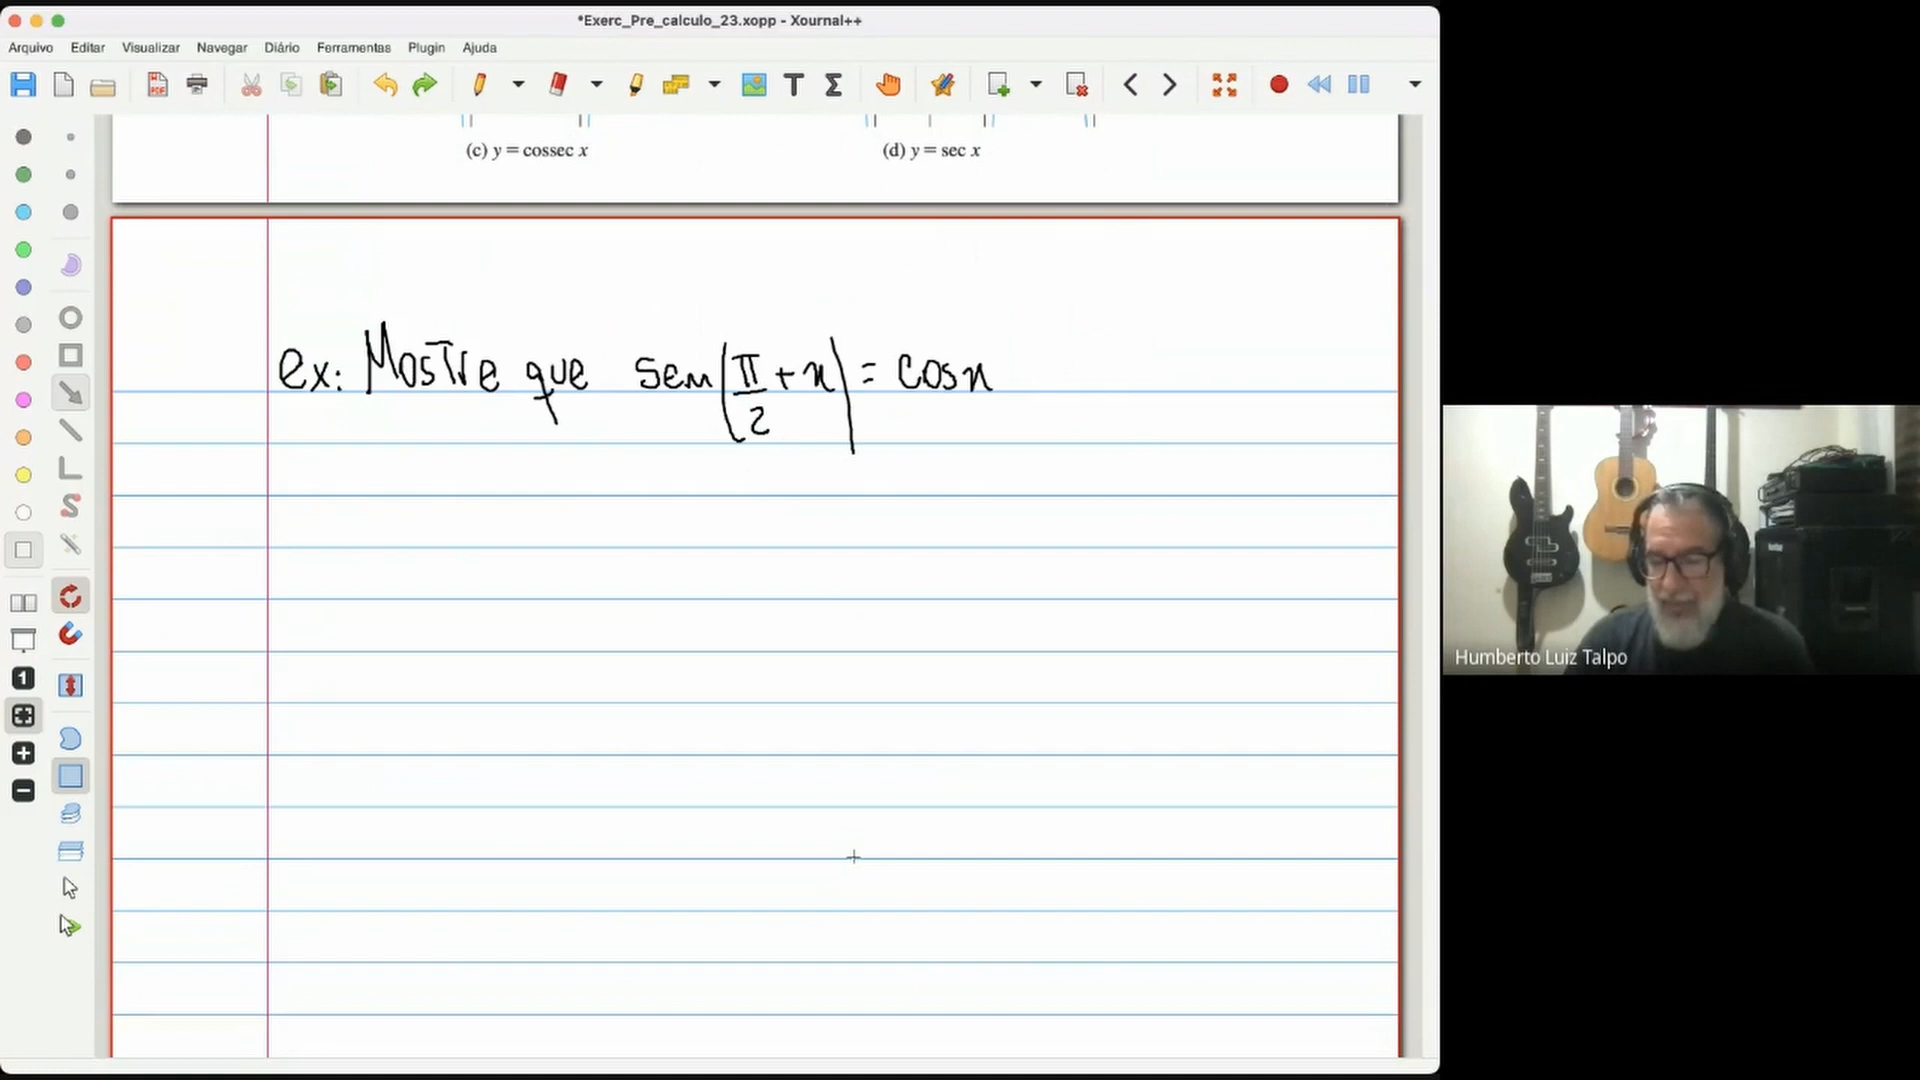 *Exerc_Pre_calculo_23.xopp - Xournal++
Arquivo Editar Visualizar Navegar Diário Ferramentas Plugin Ajuda
(c) y = cossec x (d) y = sec x
ex: Mostre que sen(π/2 + x) = cos x
Humberto Luiz Talpo